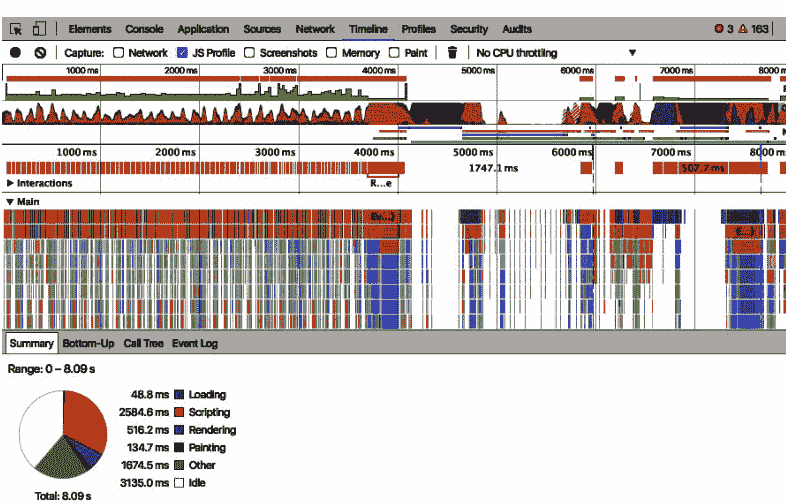 Elements Console Application Sources Network Timeline Profiles Security Audits 3 163
Capture: Network JS Profile Screenshots Memory Paint No CPU throttling
1000 ms 2000 ms 3000 ms 4000 ms 5000 ms 6000 ms 7000 ms 8000 m
1000 ms 2000 ms 3000 ms 4000 ms 5000 ms 6000 ms 7000 ms 8000 m
1747.1 ms 507.7 ms
Interactions R...e
Main
Summary Bottom-Up Call Tree Event Log
Range: 0 – 8.09 s
48.8 ms Loading
2584.6 ms Scripting
516.2 ms Rendering
134.7 ms Painting
1674.5 ms Other
3135.0 ms Idle
Total: 8.09 s